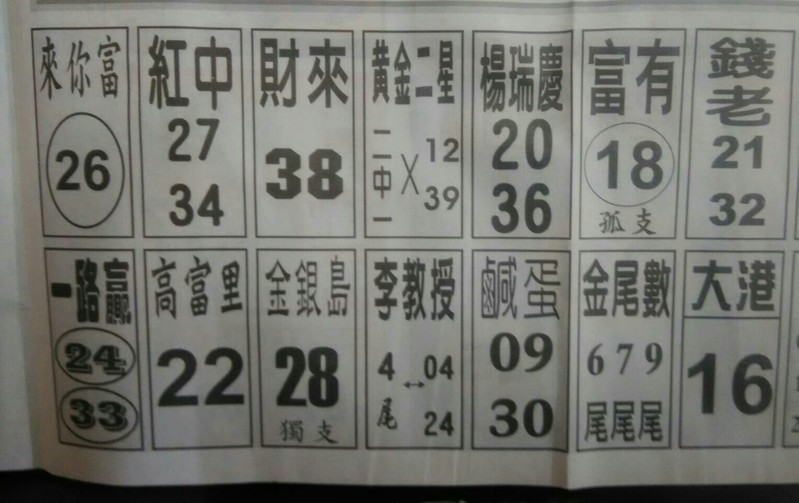 來你富
26
紅中
27
34
財來
38
黃金二星
二中一 X 12
39
楊瑞慶
20
36
富有
18
孤支
錢老
21
32
一路贏
24
33
高富里
22
金銀島
28
獨支
李教授
4尾 ↔ 04
24
鹹蛋
09
30
金尾數
6 7 9
尾尾尾
大港
16